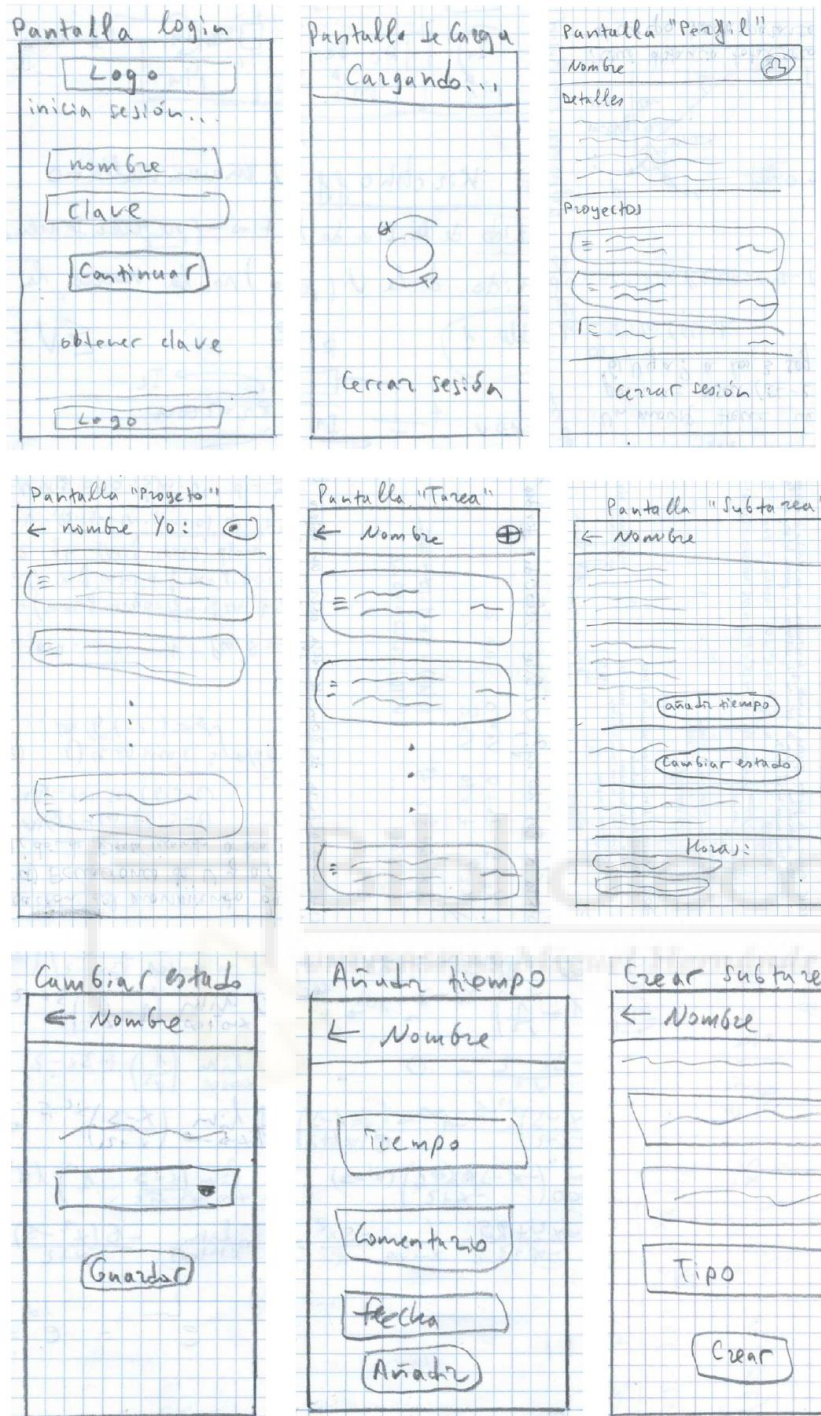 Pantalla login
Logo
inicia sesión...
nombre
clave
Continuar
obtener clave
Logo
Pantalla de Carga
Cargando...
Cerrar sesión
Pantalla "Perfil"
Nombre
Detalles
Proyectos
Cerrar sesión
Pantalla "Proyeto"
← nombre Yo:
Pantalla "Tarea"
← Nombre
Pantalla "Subtarea"
← Nombre
añadir tiempo
Cambiar estado
Horas:
Cambiar estado
← Nombre
Guardar
Añadir tiempo
← Nombre
Tiempo
Comentario
fecha
Añadir
Crear Subtare
← Nombre
Tipo
Crear